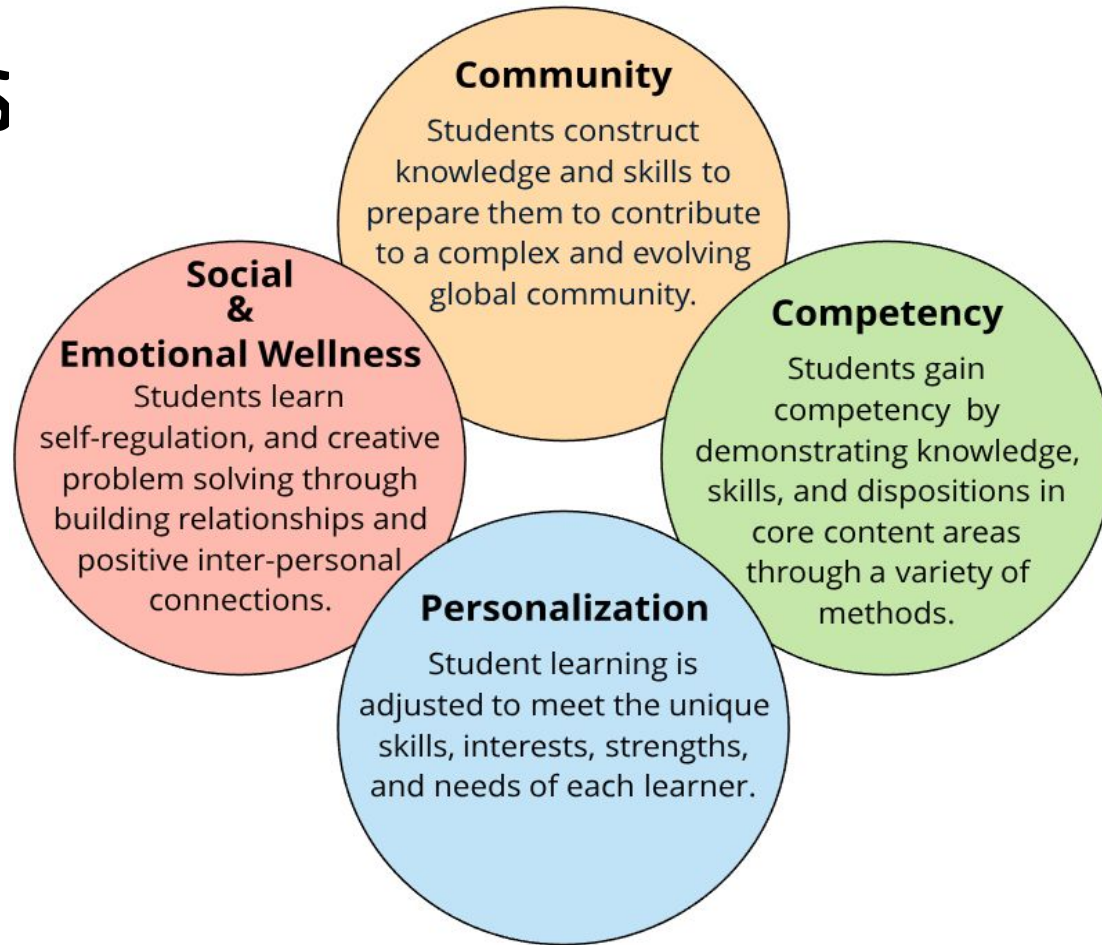 s
Community
Students construct
knowledge and skills to
prepare them to contribute
to a complex and evolving
global community.
Social
&
Emotional Wellness
Students learn
self-regulation, and creative
problem solving through
building relationships and
positive inter-personal
connections.
Competency
Students gain
competency by
demonstrating knowledge,
skills, and dispositions in
core content areas
through a variety of
methods.
Personalization
Student learning is
adjusted to meet the unique
skills, interests, strengths,
and needs of each learner.